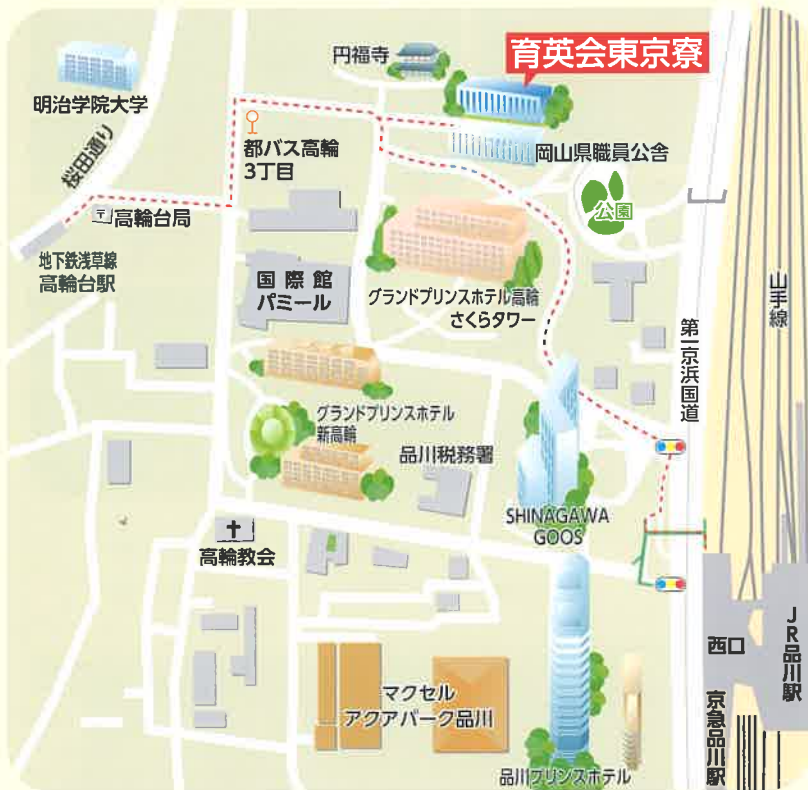 円福寺
育英会東京寮
明治学院大学
桜田通り
都バス高輪
3丁目
岡山県職員公舎
〒高輪台局
公園
地下鉄浅草線
高輪台駅
国際館
パミール
グランドプリンスホテル高輪
さくらタワー
山手線
第一京浜国道
グランドプリンスホテル
新高輪
品川税務署
SHINAGAWA
GOOS
高輪教会
西口
JR品川駅
マクセル
アクアパーク品川
京急品川駅
品川プリンスホテル